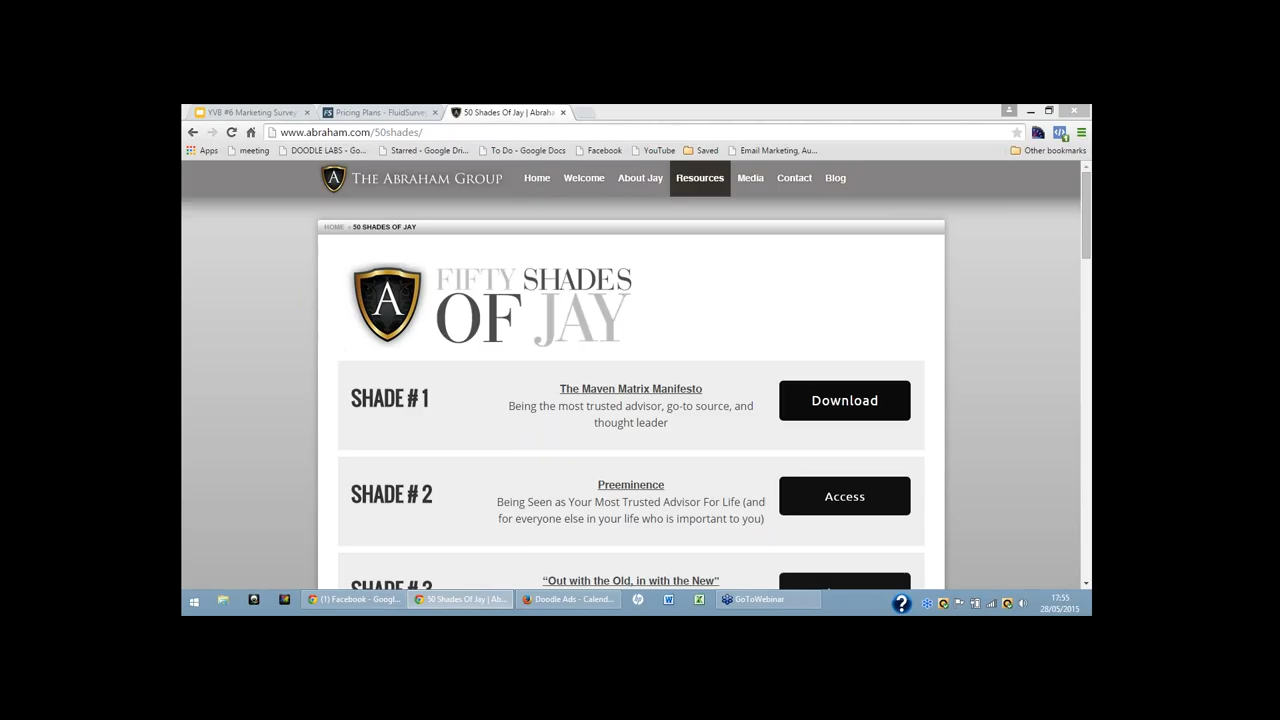 YVB #6 Marketing Survey
Pricing Plans - FluidSurvey
50 Shades Of Jay | Abraha
www.abraham.com/50shades/
Apps meeting DOODLE LABS - Go... Starred - Google Dri... To Do - Google Docs Facebook YouTube Saved Email Marketing, Au... Other bookmarks
A THE ABRAHAM GROUP Home Welcome About Jay Resources Media Contact Blog
HOME » 50 SHADES OF JAY
A
FIFTY SHADES
OF JAY
SHADE # 1
The Maven Matrix Manifesto
Being the most trusted advisor, go-to source, and
thought leader
Download
SHADE # 2
Preeminence
Being Seen as Your Most Trusted Advisor For Life (and
for everyone else in your life who is important to you)
Access
SHADE # 3
“Out with the Old, in with the New”
(1) Facebook - Googl... 50 Shades Of Jay | Ab... Doodle Ads - Calend... GoToWebinar
17:55
28/05/2015